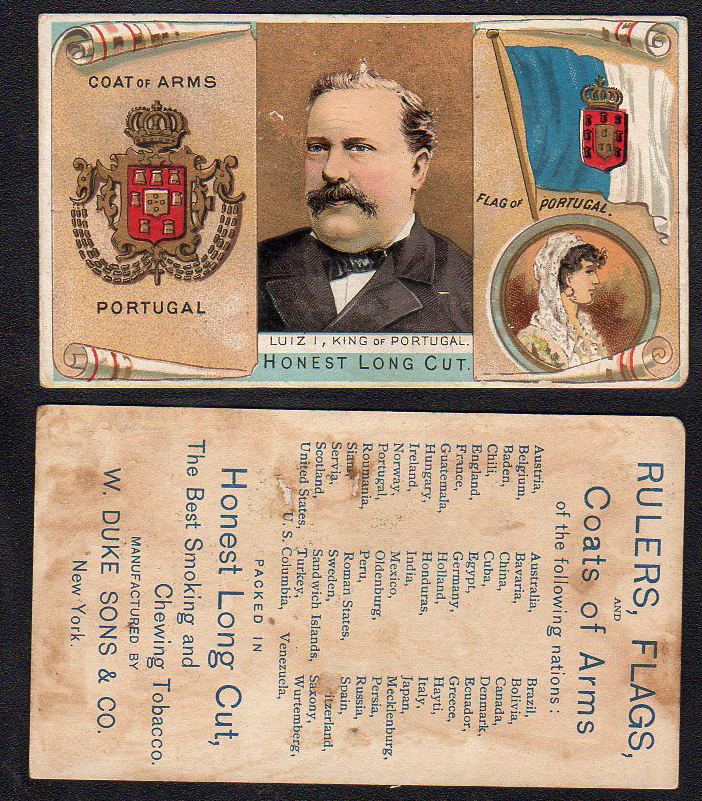 COAT OF ARMS
PORTUGAL
LUIZ I, KING OF PORTUGAL.
HONEST LONG CUT.
FLAG OF PORTUGAL.
RULERS, FLAGS,
AND
Coats of Arms
of the following nations:
Austria, Australia, Brazil,
Belgium, Bavaria, Bolivia,
Baden, China, Canada,
Chili, Cuba, Denmark,
England, Egypt, Ecuador,
France, Germany, Greece,
Guatemala, Holland, Hayti,
Hungary, Honduras, Italy,
Ireland, India, Japan,
Norway, Mexico, Mecklenburg,
Portugal, Oldenburg, Persia,
Roumania, Peru, Russia,
Siam, Roman States, Spain,
Servia, Sweden, itzerland,
Scotland, Sandwich Islands, Saxony,
United States, Turkey, Wurtemberg,
U. S. Columbia, Venezuela,
PACKED IN
Honest Long Cut,
The Best Smoking and
Chewing Tobacco.
MANUFACTURED BY
W. DUKE SONS & CO.
New York.